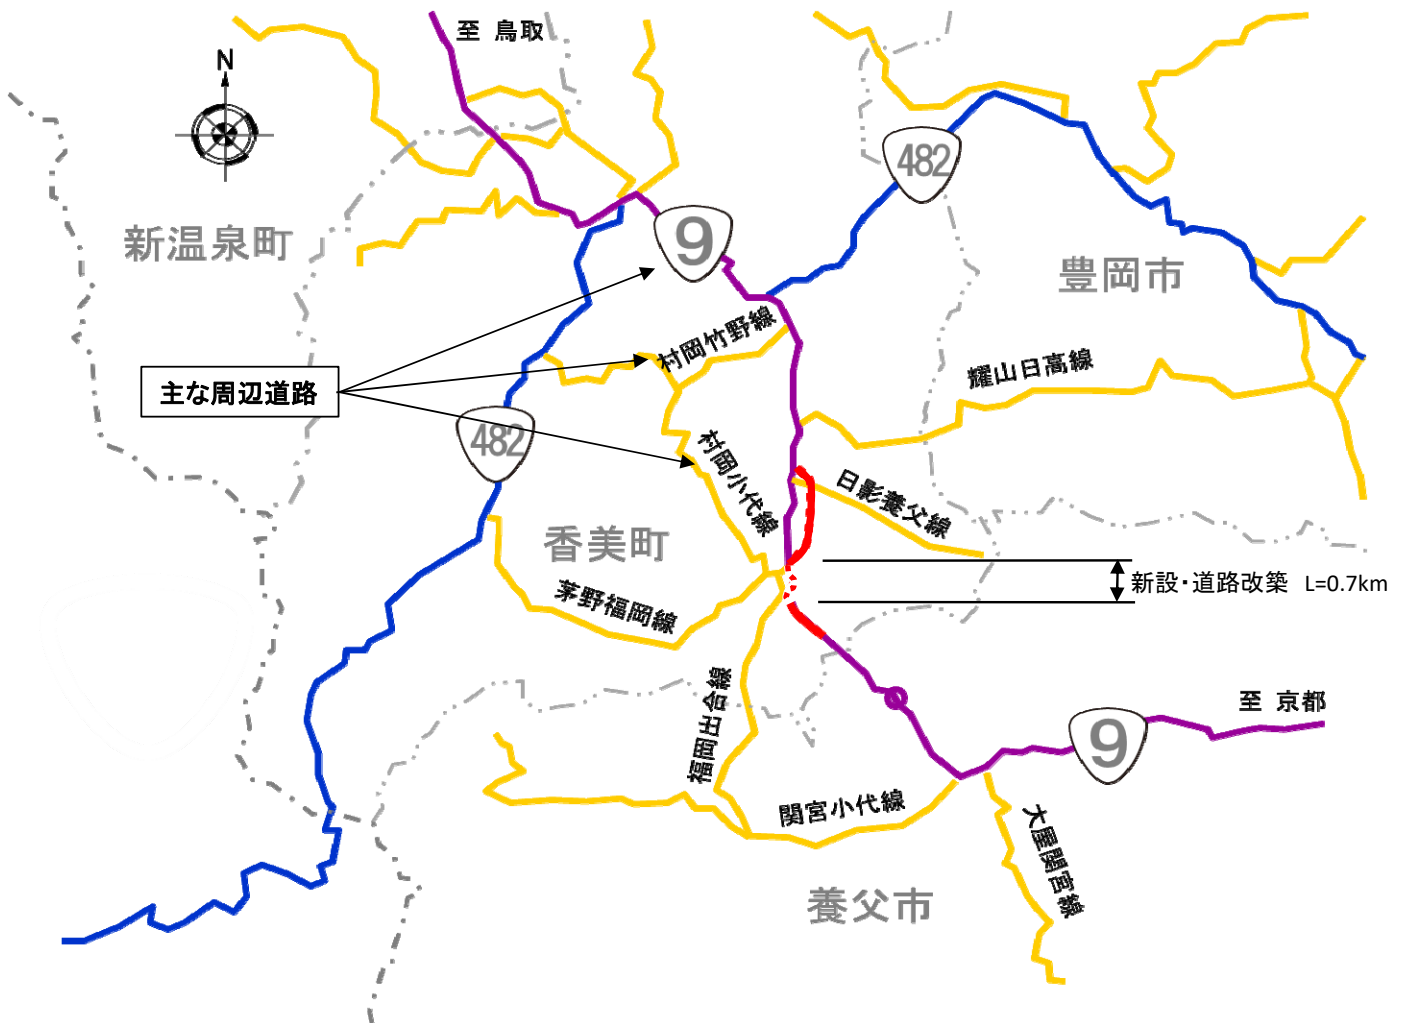 至 鳥取
N
482
新温泉町
9
豊岡市
村岡竹野線
耀山日高線
主な周辺道路
482
村岡小代線
日影養父線
香美町
新設・道路改築 L=0.7km
茅野福岡線
福岡出合線
至 京都
9
関宮小代線
大屋関宮線
養父市